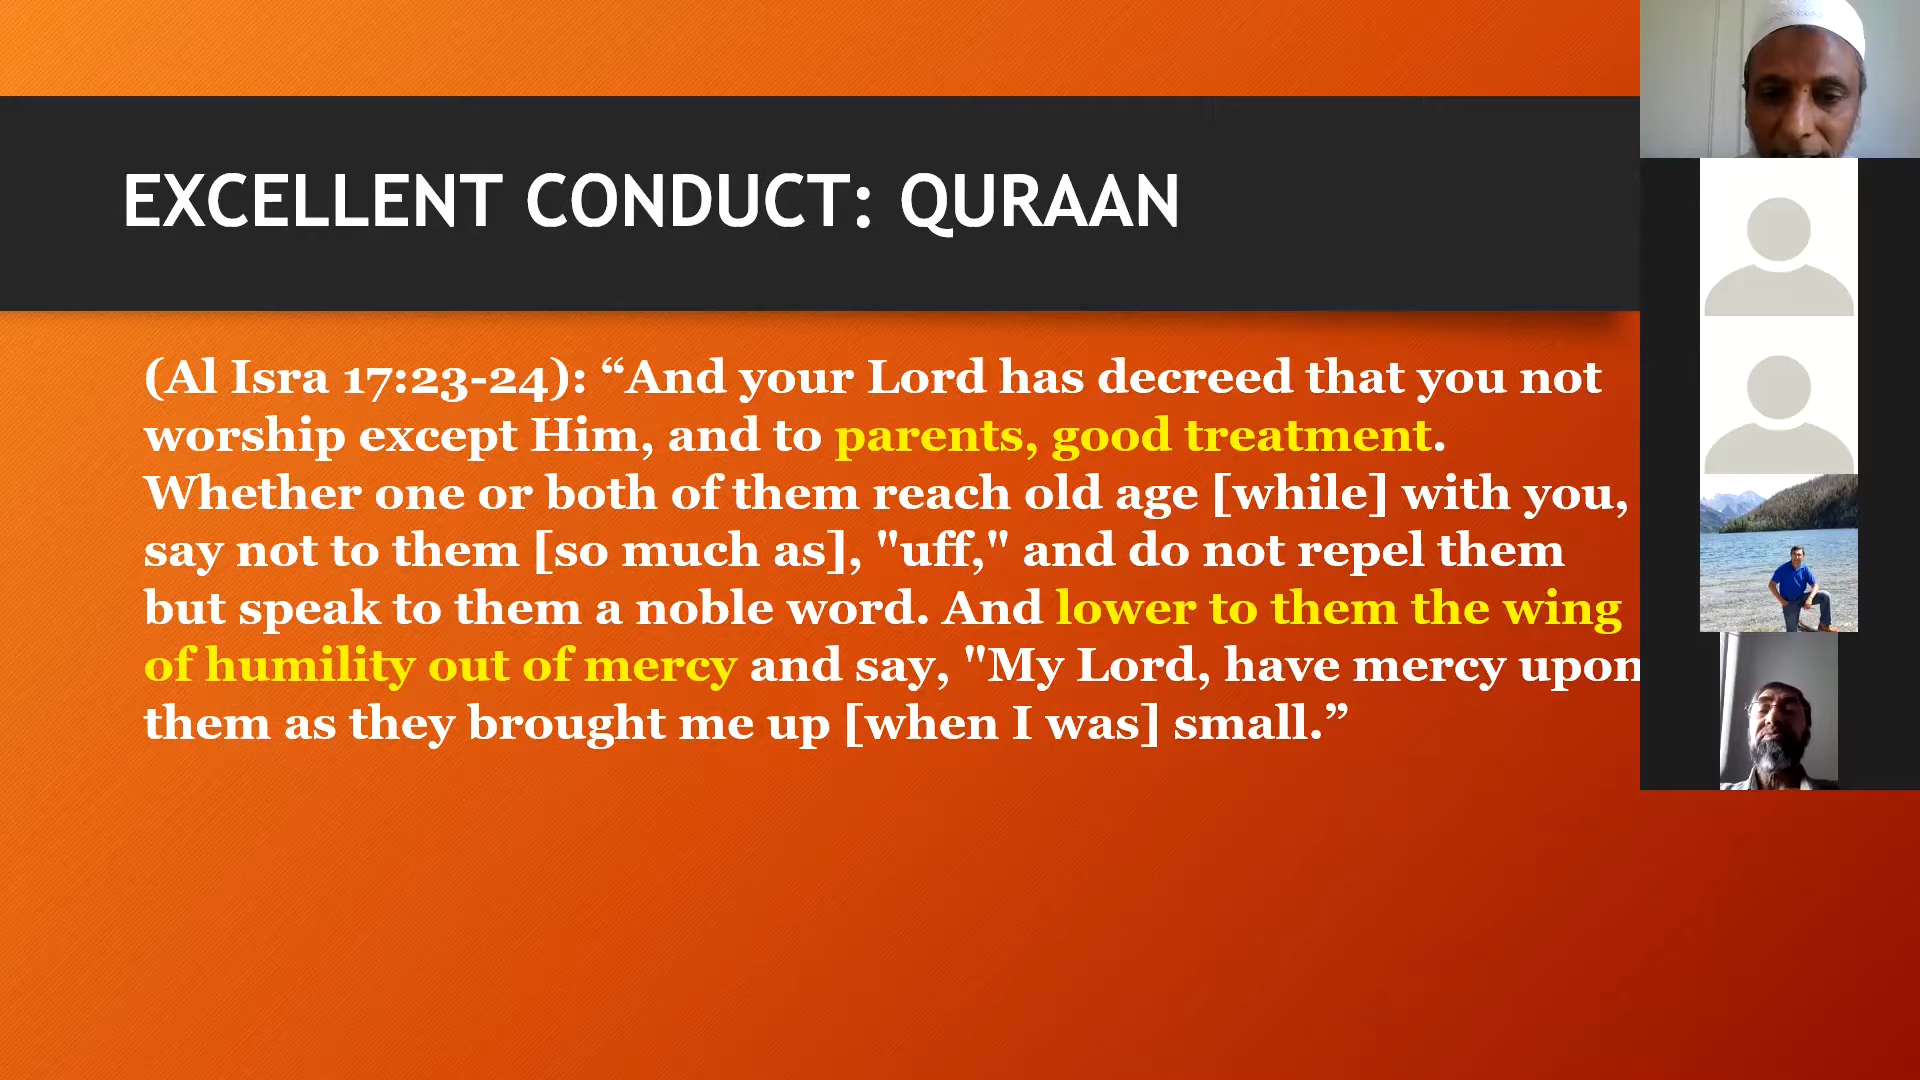 EXCELLENT CONDUCT: QURAAN
(Al Isra 17:23-24): “And your Lord has decreed that you not
worship except Him, and to parents, good treatment.
Whether one or both of them reach old age [while] with you,
say not to them [so much as], "uff," and do not repel them
but speak to them a noble word. And lower to them the wing
of humility out of mercy and say, "My Lord, have mercy upon
them as they brought me up [when I was] small.”